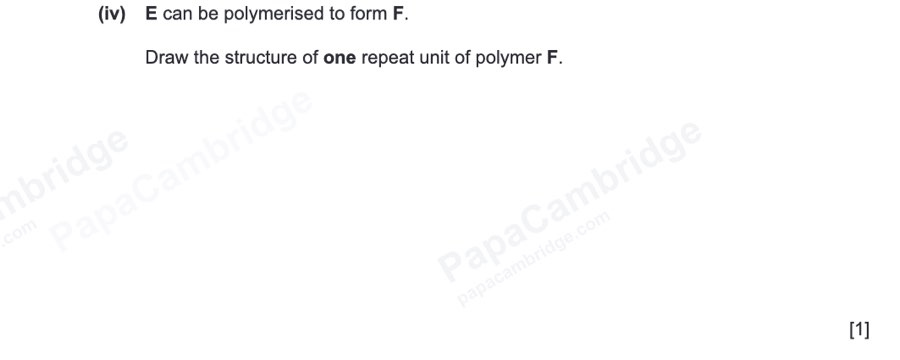 (iv) E can be polymerised to form F.
Draw the structure of one repeat unit of polymer F.
mbridge
.com
PapaCambridge
PapaCambridge
papacambridge.com
[1]